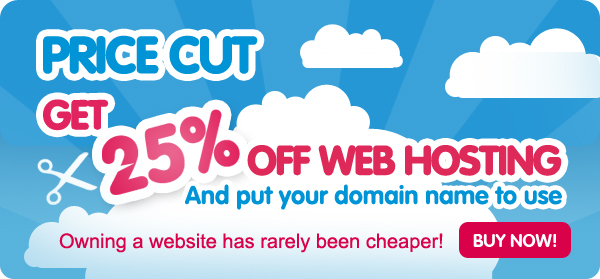 PRICE CUT
GET
25% OFF WEB HOSTING
And put your domain name to use
Owning a website has rarely been cheaper! BUY NOW!